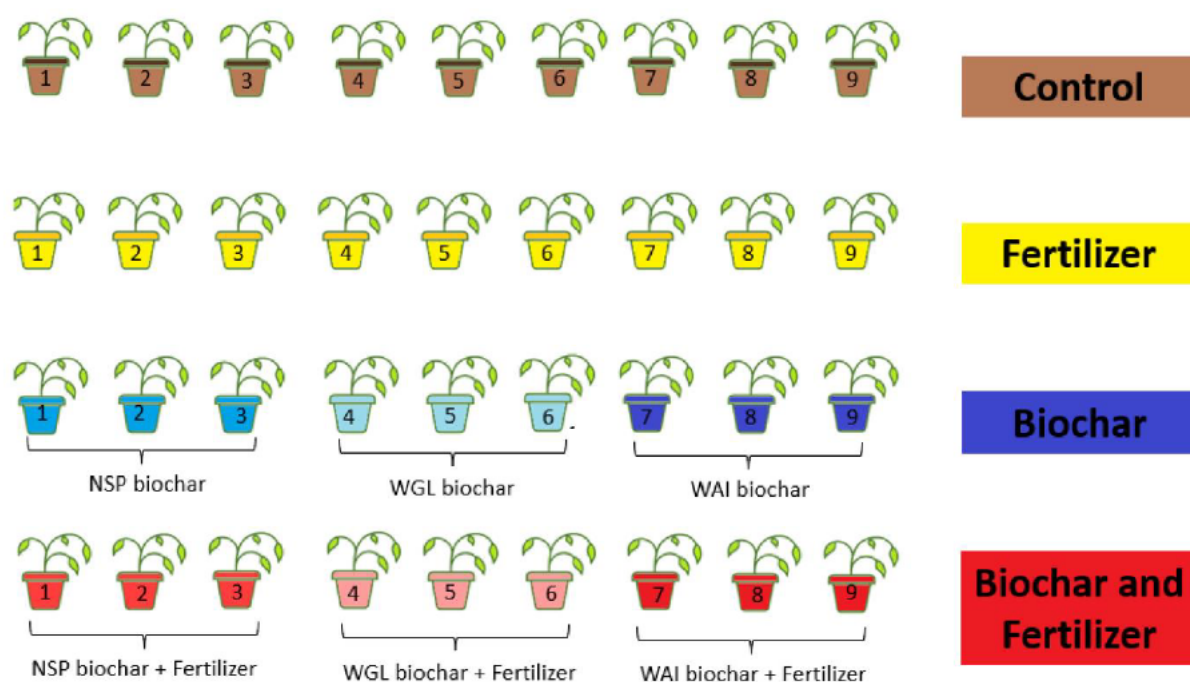 1 2 3 4 5 6 7 8 9
Control
1 2 3 4 5 6 7 8 9
Fertilizer
1 2 3 4 5 6 7 8 9
Biochar
NSP biochar
WGL biochar
WAI biochar
1 2 3 4 5 6 7 8 9
Biochar and
Fertilizer
NSP biochar + Fertilizer
WGL biochar + Fertilizer
WAI biochar + Fertilizer